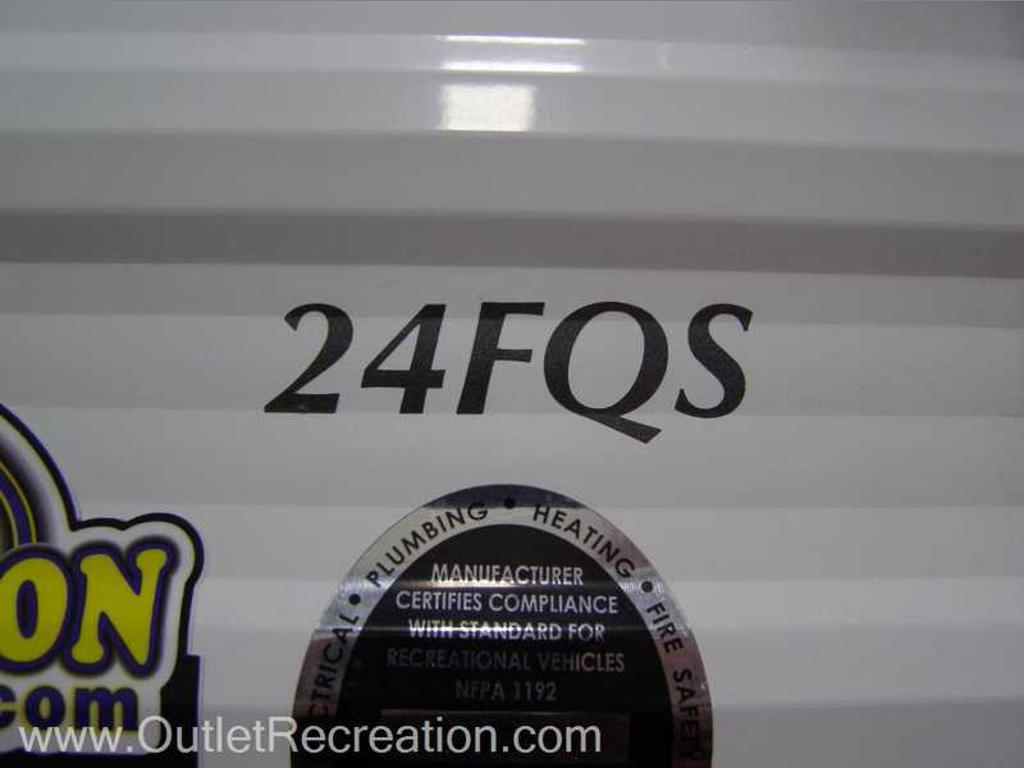 24FQS
PLUMBING • HEATING • FIRE SAFETY
MANUFACTURER
CERTIFIES COMPLIANCE
WITH STANDARD FOR
RECREATIONAL VEHICLES
NFPA 1192
ON
.com
www.OutletRecreation.com